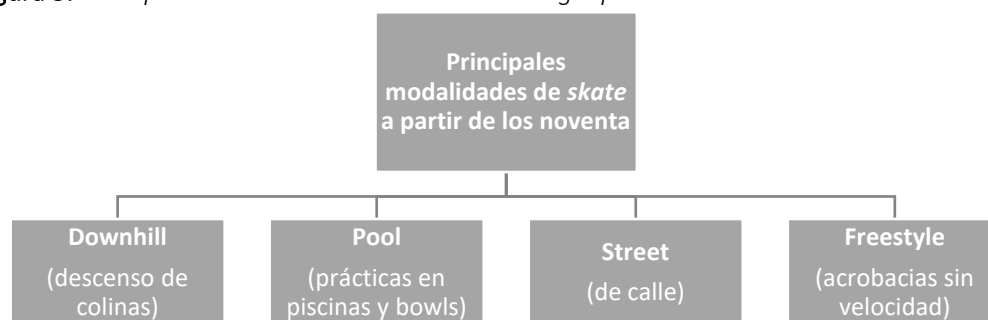 Principales
modalidades de skate
a partir de los noventa
Downhill
(descenso de
colinas)
Pool
(prácticas en
piscinas y bowls)
Street
(de calle)
Freestyle
(acrobacias sin
velocidad)